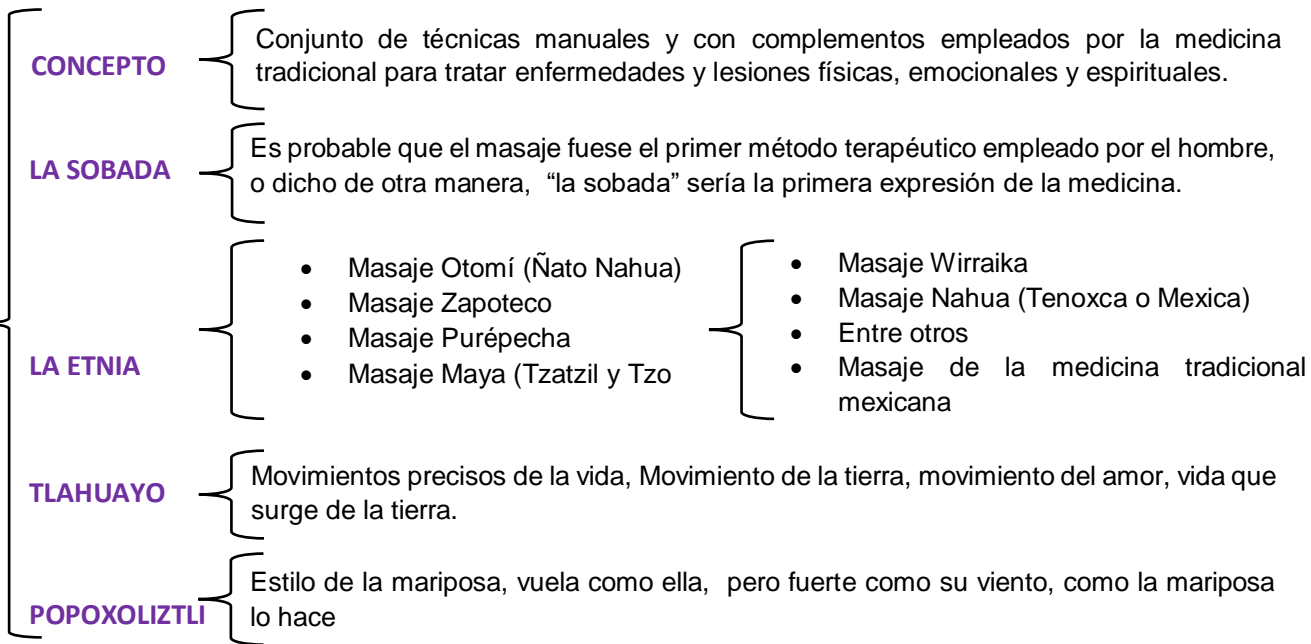 CONCEPTO
Conjunto de técnicas manuales y con complementos empleados por la medicina
tradicional para tratar enfermedades y lesiones físicas, emocionales y espirituales.
LA SOBADA
Es probable que el masaje fuese el primer método terapéutico empleado por el hombre,
o dicho de otra manera, “la sobada” sería la primera expresión de la medicina.
LA ETNIA
• Masaje Otomí (Ñato Nahua)
• Masaje Zapoteco
• Masaje Purépecha
• Masaje Maya (Tzatzil y Tzo
• Masaje Wirraika
• Masaje Nahua (Tenoxca o Mexica)
• Entre otros
• Masaje de la medicina tradicional
mexicana
TLAHUAYO
Movimientos precisos de la vida, Movimiento de la tierra, movimiento del amor, vida que
surge de la tierra.
POPOXOLIZTLI
Estilo de la mariposa, vuela como ella, pero fuerte como su viento, como la mariposa
lo hace